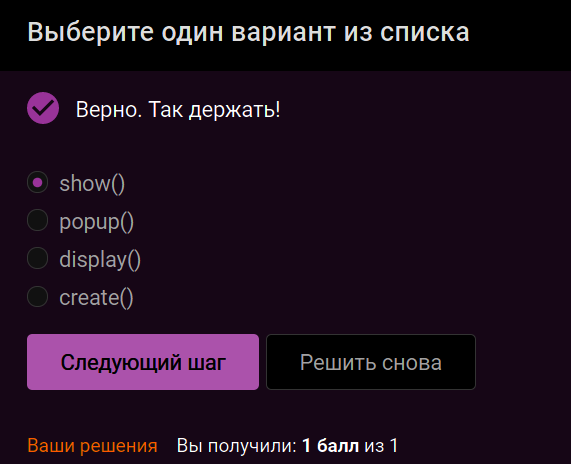 Выберите один вариант из списка
Верно. Так держать!
show()
popup()
display()
create()
Следующий шаг
Решить снова
Ваши решения Вы получили: 1 балл из 1